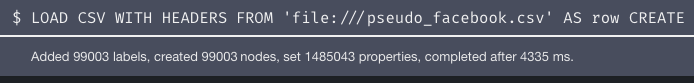 $ LOAD CSV WITH HEADERS FROM 'file:///pseudo_facebook.csv' AS row CREATE
Added 99003 labels, created 99003 nodes, set 1485043 properties, completed after 4335 ms.